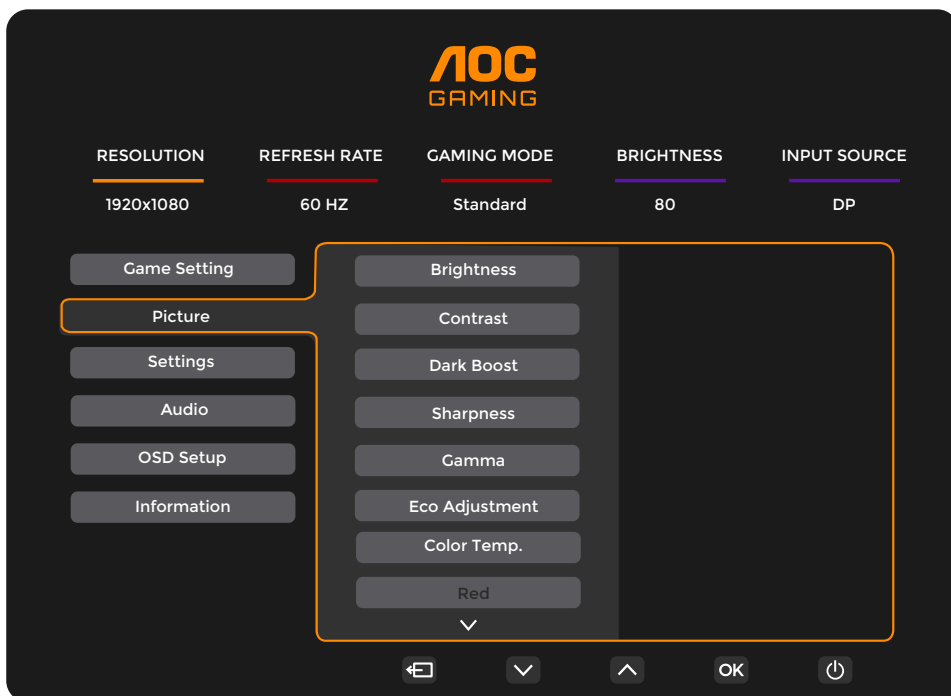 AOC
GAMING
RESOLUTION REFRESH RATE GAMING MODE BRIGHTNESS INPUT SOURCE
1920x1080 60 HZ Standard 80 DP
Game Setting
Picture
Settings
Audio
OSD Setup
Information
Brightness
Contrast
Dark Boost
Sharpness
Gamma
Eco Adjustment
Color Temp.
Red
OK